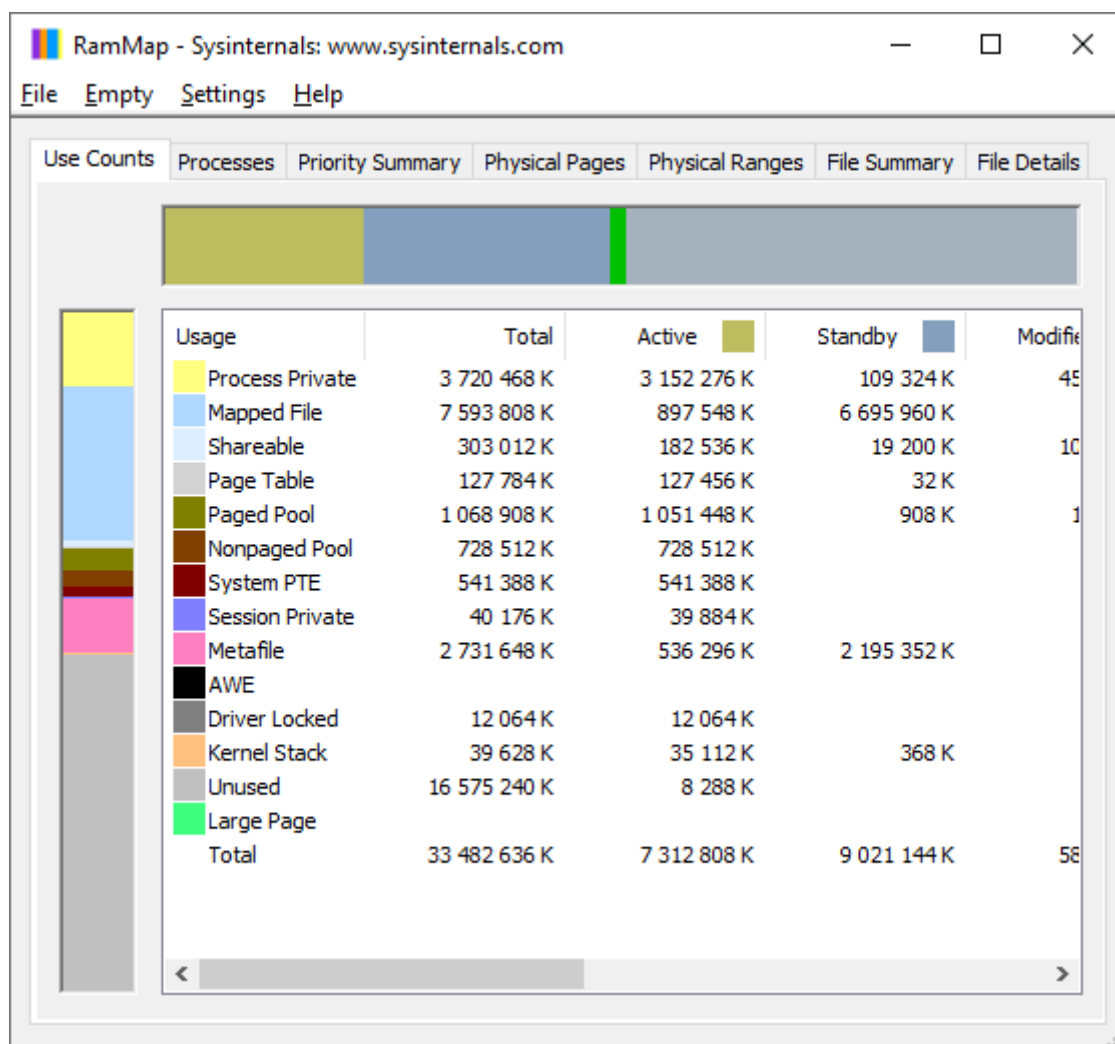 RamMap - Sysinternals: www.sysinternals.com
File Empty Settings Help
Use Counts Processes Priority Summary Physical Pages Physical Ranges File Summary File Details
Usage Total Active Standby Modifie
Process Private 3 720 468 K 3 152 276 K 109 324 K 45
Mapped File 7 593 808 K 897 548 K 6 695 960 K
Shareable 303 012 K 182 536 K 19 200 K 10
Page Table 127 784 K 127 456 K 32 K
Paged Pool 1 068 908 K 1 051 448 K 908 K 1
Nonpaged Pool 728 512 K 728 512 K
System PTE 541 388 K 541 388 K
Session Private 40 176 K 39 884 K
Metafile 2 731 648 K 536 296 K 2 195 352 K
AWE
Driver Locked 12 064 K 12 064 K
Kernel Stack 39 628 K 35 112 K 368 K
Unused 16 575 240 K 8 288 K
Large Page
Total 33 482 636 K 7 312 808 K 9 021 144 K 58